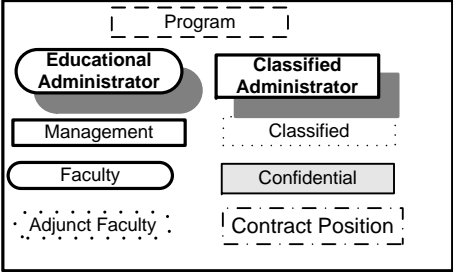 Program
Educational
Administrator
Classified
Administrator
Management
Classified
Faculty
Confidential
Adjunct Faculty
Contract Position